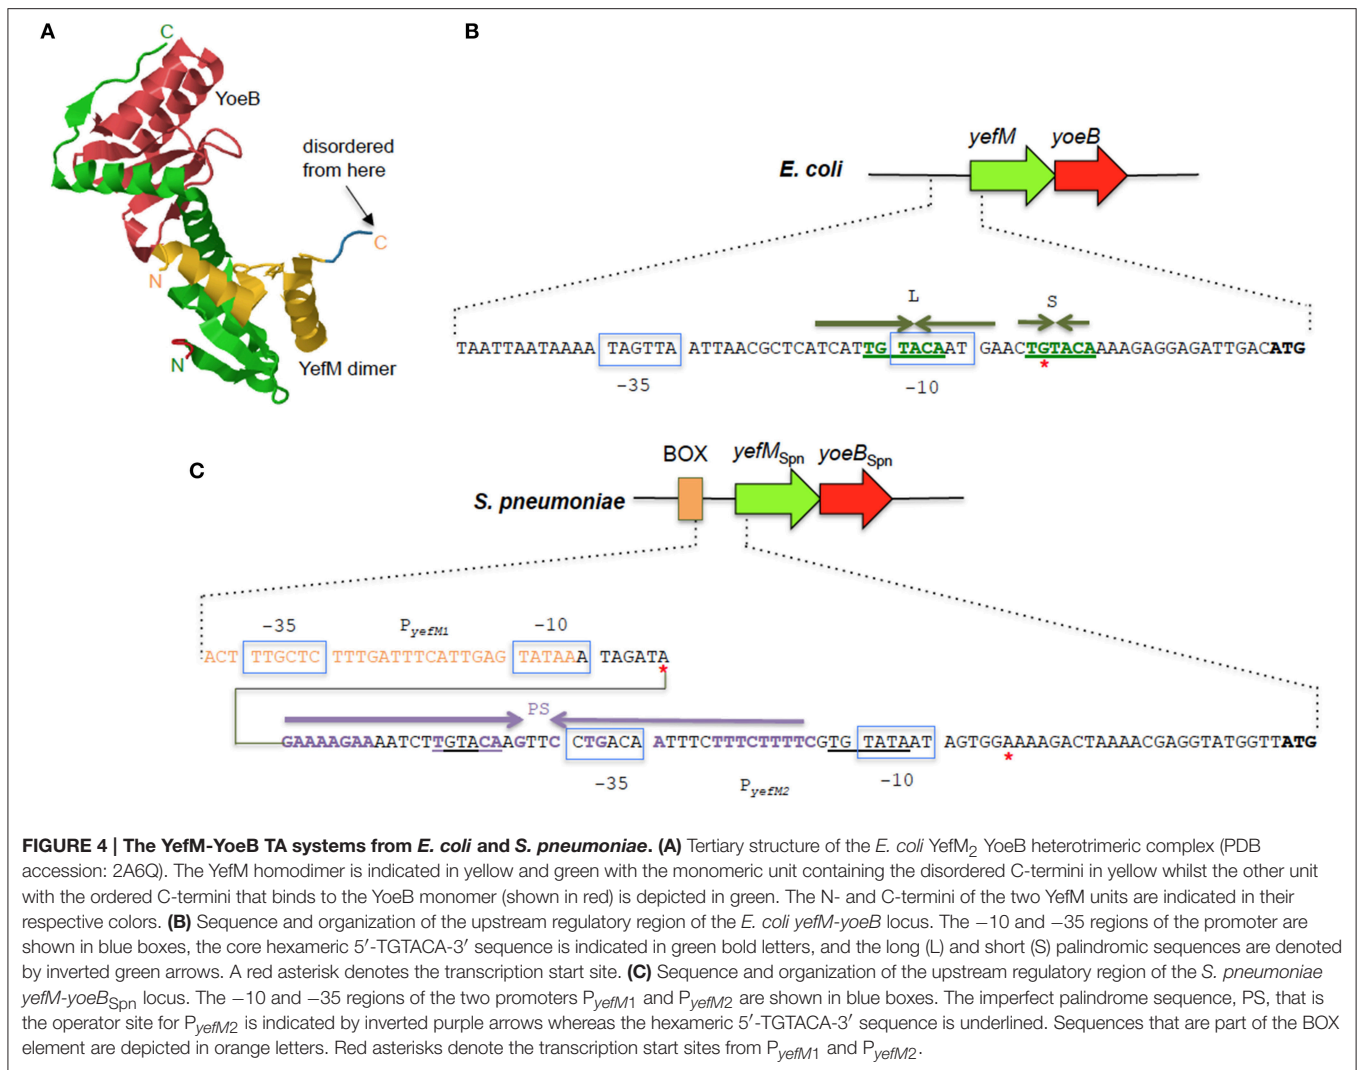 A
C
YoeB
disordered
from here
C
N
N
YefM dimer
B
yefM yoeB
E. coli
L S
TAATTAATAAAA TAGTTA ATTAACGCTCATCATTG TACAAT GAACTGTACAAAAGAGGAGATTGACATG
*
−35 −10
C
BOX yefMSpn yoeBSpn
S. pneumoniae
−35 PyefM1 −10
ACT TTGCTC TTTGATTTCATTGAG TATAAA TAGATA
*
PS
GAAAAGAAAATCTTGTACAAGTTC CTGACA ATTTCTTTCTTTTCGTG TATAAT AGTGGAAAAGACTAAAACGAGGTATGGTTATG
*
−35 PyefM2 −10
FIGURE 4 | The YefM-YoeB TA systems from E. coli and S. pneumoniae. (A) Tertiary structure of the E. coli YefM2 YoeB heterotrimeric complex (PDB
accession: 2A6Q). The YefM homodimer is indicated in yellow and green with the monomeric unit containing the disordered C-termini in yellow whilst the other unit
with the ordered C-termini that binds to the YoeB monomer (shown in red) is depicted in green. The N- and C-termini of the two YefM units are indicated in their
respective colors. (B) Sequence and organization of the upstream regulatory region of the E. coli yefM-yoeB locus. The −10 and −35 regions of the promoter are
shown in blue boxes, the core hexameric 5′-TGTACA-3′ sequence is indicated in green bold letters, and the long (L) and short (S) palindromic sequences are denoted
by inverted green arrows. A red asterisk denotes the transcription start site. (C) Sequence and organization of the upstream regulatory region of the S. pneumoniae
yefM-yoeBSpn locus. The −10 and −35 regions of the two promoters PyefM1 and PyefM2 are shown in blue boxes. The imperfect palindrome sequence, PS, that is
the operator site for PyefM2 is indicated by inverted purple arrows whereas the hexameric 5′-TGTACA-3′ sequence is underlined. Sequences that are part of the BOX
element are depicted in orange letters. Red asterisks denote the transcription start sites from PyefM1 and PyefM2.